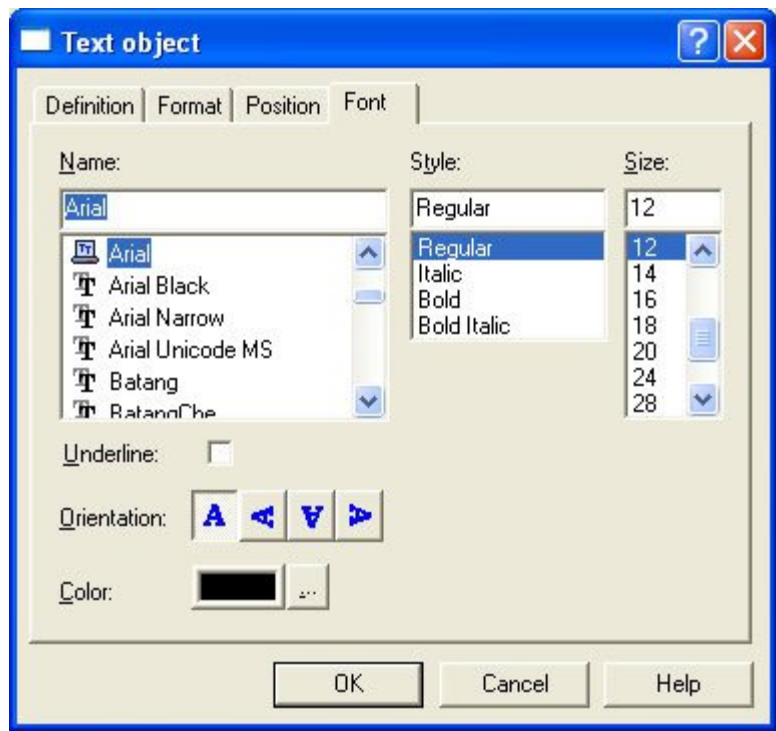 Text object
Definition Format Position Font
Name: Style: Size:
Arial Regular 12
Arial Regular 12
Arial Black Italic 14
Arial Narrow Bold 16
Arial Unicode MS Bold Italic 18
Batang 20
BatangChe 24
28
Underline:
Orientation: A A A A
Color: ...
OK Cancel Help